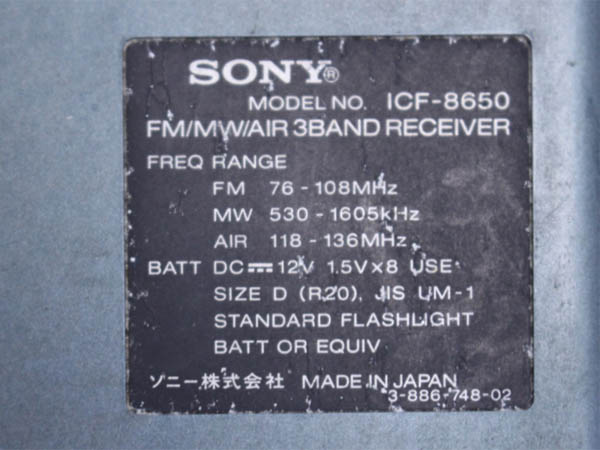 SONY®
MODEL NO. ICF-8650
FM/MW/AIR 3BAND RECEIVER
FREQ RANGE
FM 76-108MHz
MW 530-1605kHz
AIR 118-136MHz
BATT DC⎓12V 1.5V×8 USE
SIZE D (R20), JIS UM-1
STANDARD FLASHLIGHT
BATT OR EQUIV
ソニー株式会社 MADE IN JAPAN
3-886-748-02